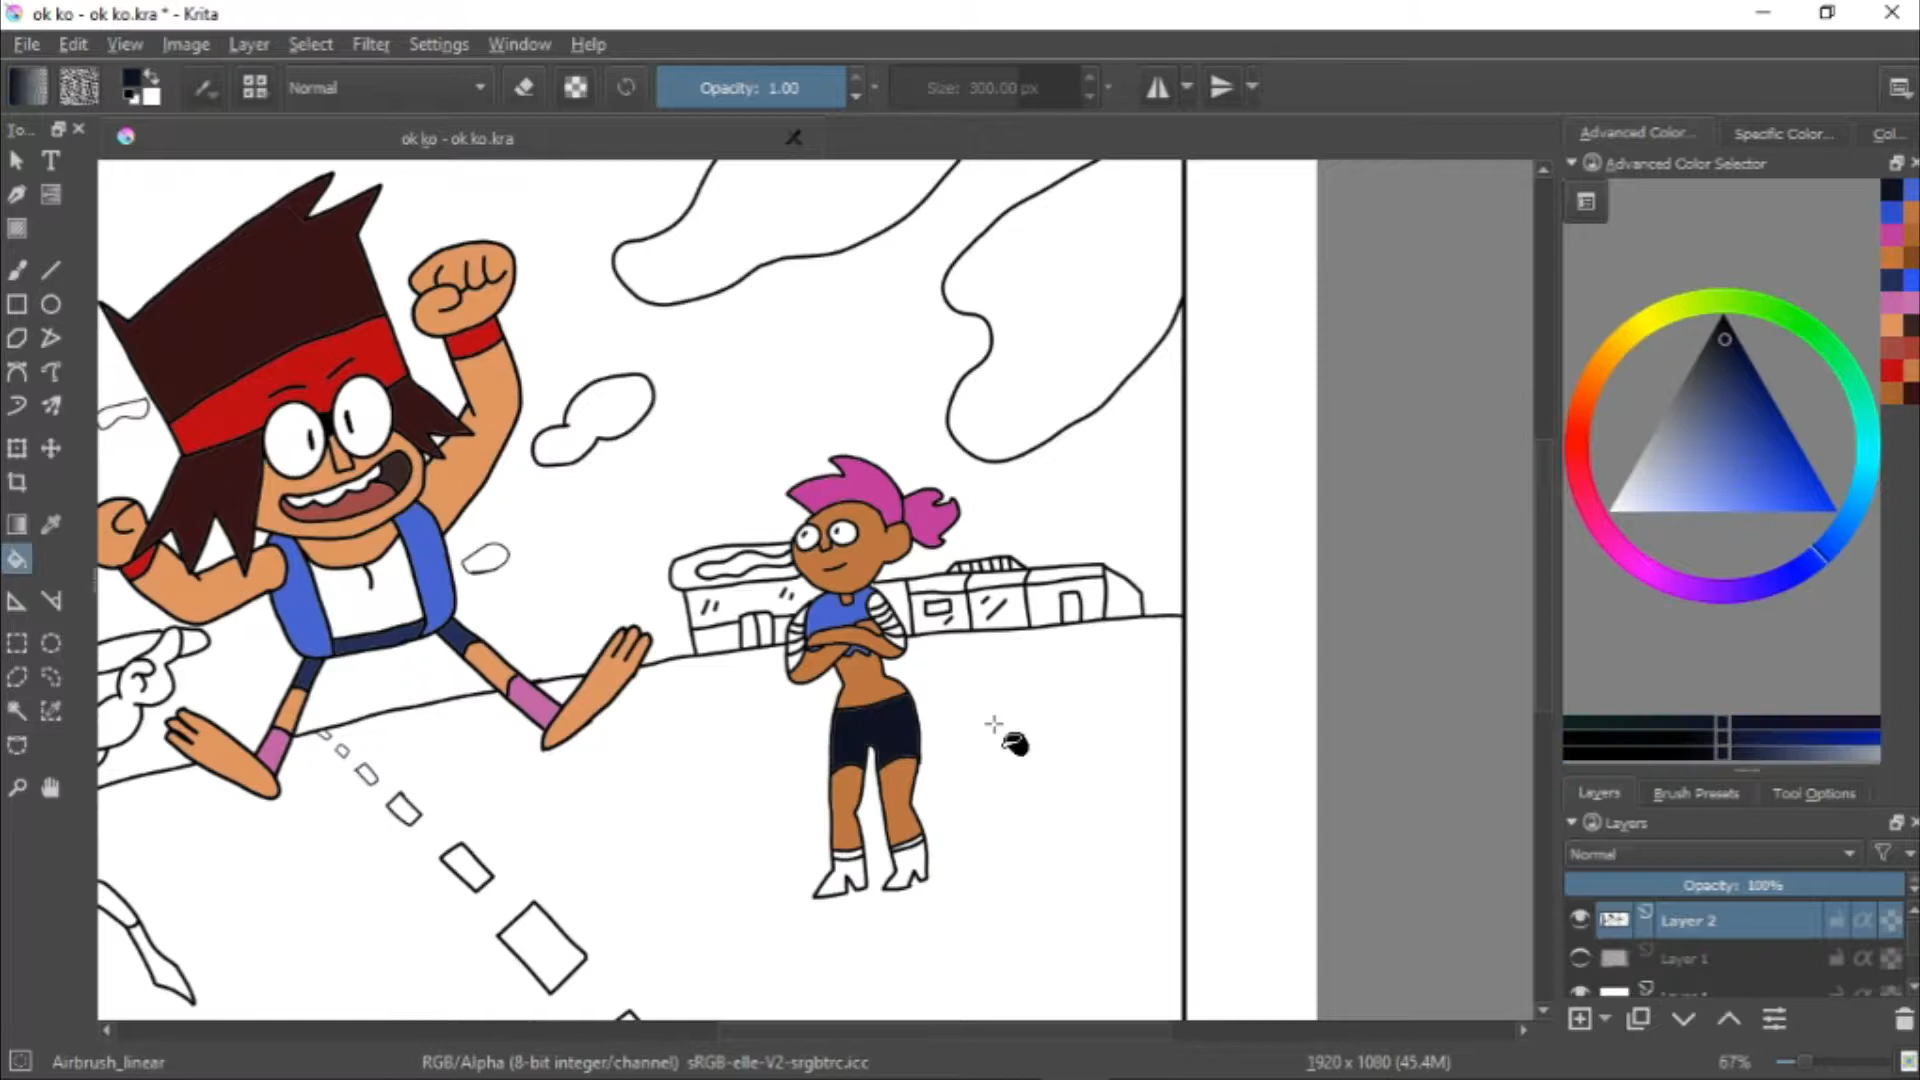 ok ko - ok ko.kra * - Krita
File Edit View Image Layer Select Filter Settings Window Help
Normal Opacity: 1.00 Size: 300.00 px
To...
ok ko - ok ko.kra
Advanced Color... Specific Color... Col...
Advanced Color Selector
Layers Brush Presets Tool Options
Layers
Normal
Opacity: 100%
Layer 2
Layer 1
Airbrush_linear RGB/Alpha (8-bit integer/channel) sRGB-elle-V2-srgbtrc.icc 1920 x 1080 (45.4M) 67%